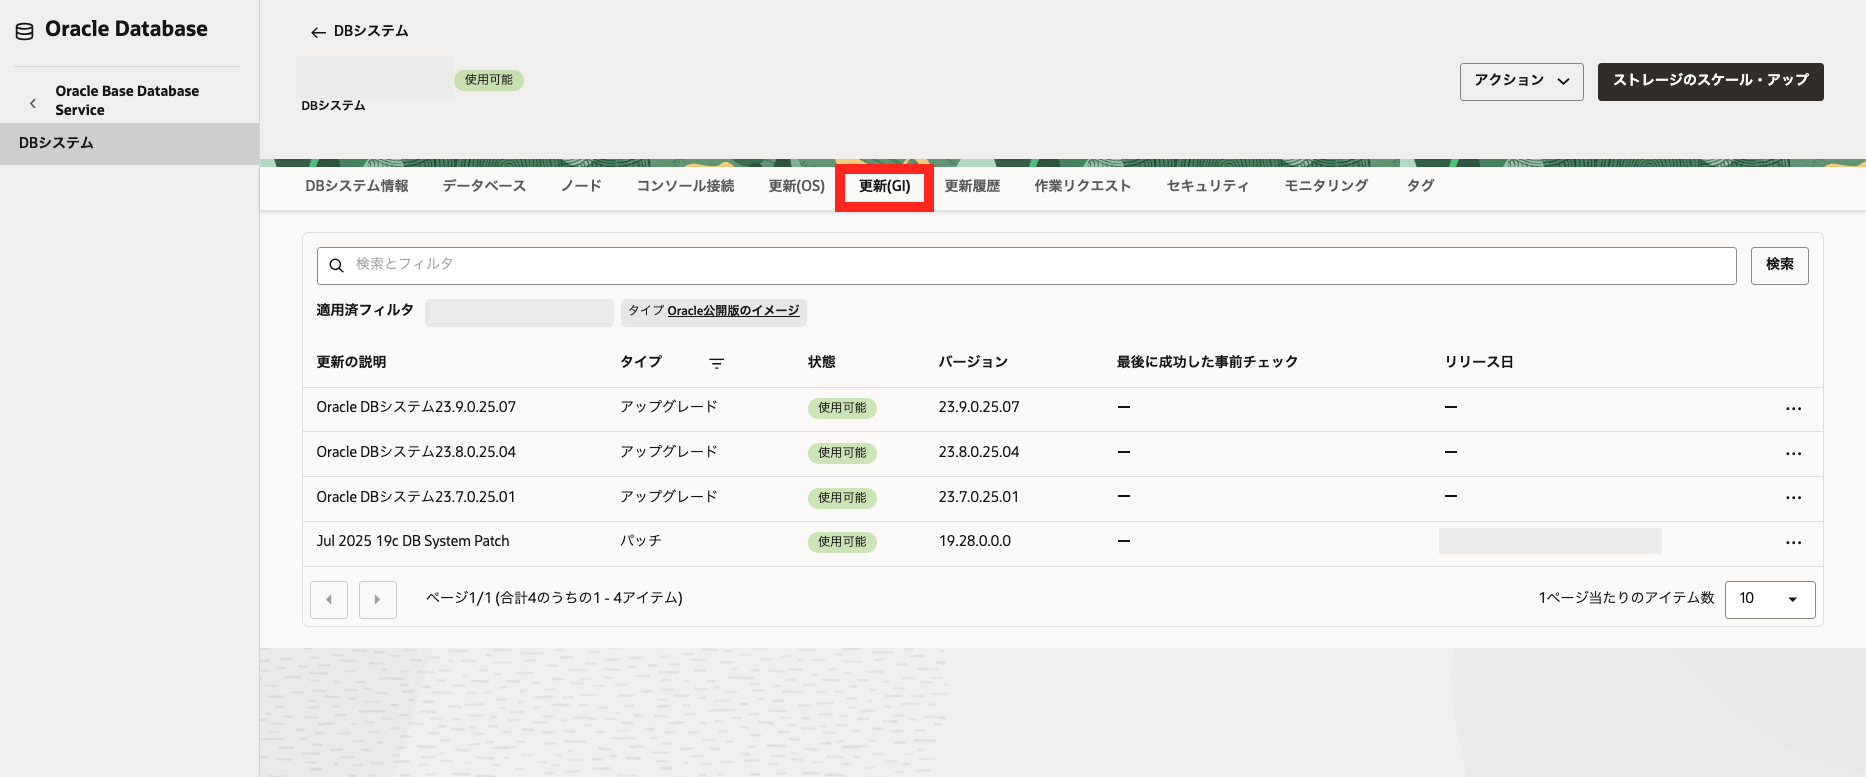 Oracle Database
Oracle Base Database
Service
DBシステム
DBシステム
使用可能
DBシステム
アクション
ストレージのスケール・アップ
DBシステム情報 データベース ノード コンソール接続 更新(OS) 更新(GI) 更新履歴 作業リクエスト セキュリティ モニタリング タグ
検索とフィルタ
検索
適用済フィルタ タイプ Oracle公開版のイメージ
更新の説明 タイプ 状態 バージョン 最後に成功した事前チェック リリース日
Oracle DBシステム23.9.0.25.07 アップグレード 使用可能 23.9.0.25.07 — — ...
Oracle DBシステム23.8.0.25.04 アップグレード 使用可能 23.8.0.25.04 — — ...
Oracle DBシステム23.7.0.25.01 アップグレード 使用可能 23.7.0.25.01 — — ...
Jul 2025 19c DB System Patch パッチ 使用可能 19.28.0.0.0 — ...
ページ1/1 (合計4のうちの1 - 4アイテム) 1ページ当たりのアイテム数 10